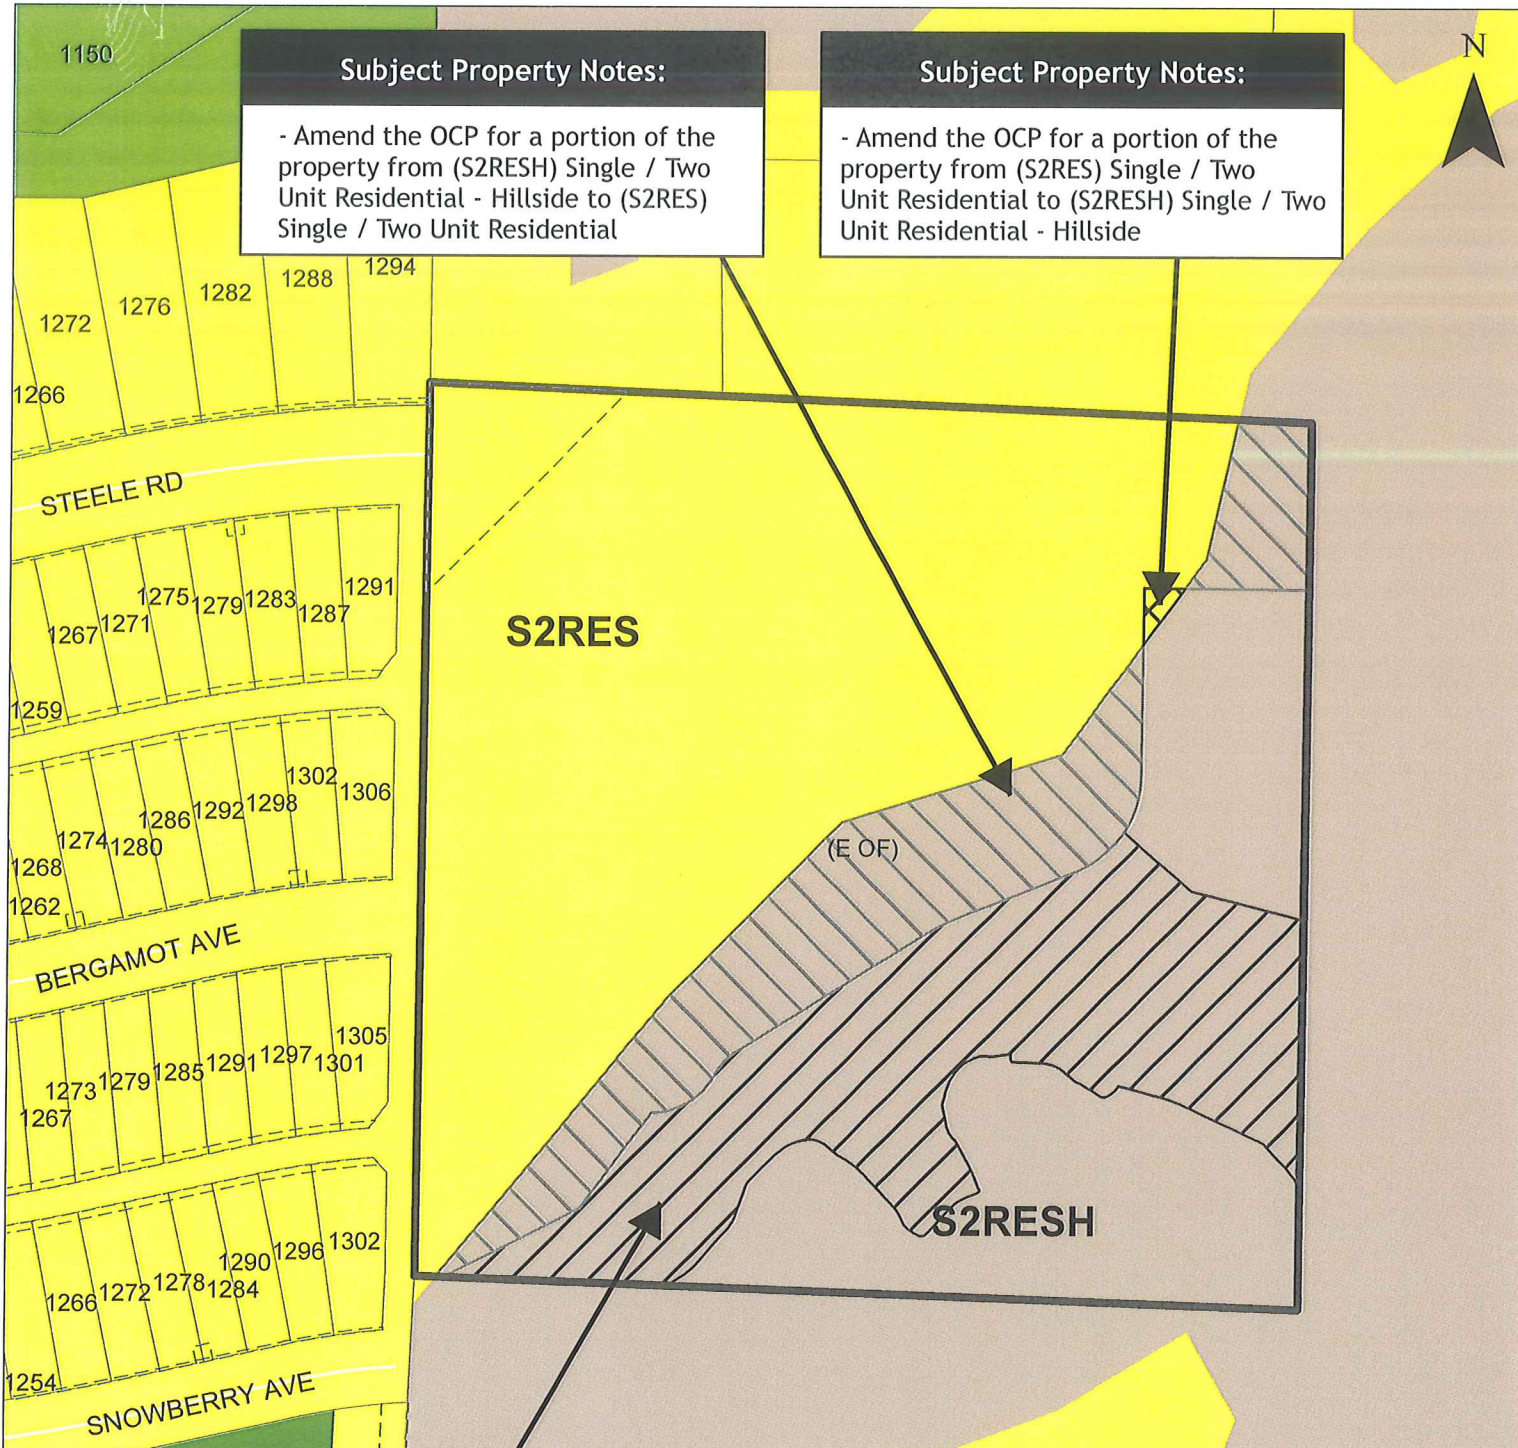 1150
Subject Property Notes:
- Amend the OCP for a portion of the
property from (S2RESH) Single / Two
Unit Residential - Hillside to (S2RES)
Single / Two Unit Residential
Subject Property Notes:
- Amend the OCP for a portion of the
property from (S2RES) Single / Two
Unit Residential to (S2RESH) Single / Two
Unit Residential - Hillside
N
1266
1272
1276
1282
1288
1294
STEELE RD
1259
1267
1271
1275
1279
1283
1287
1291
S2RES
1262
1268
1274
1280
1286
1292
1298
1302
1306
(E OF)
BERGAMOT AVE
1267
1273
1279
1285
1291
1297
1301
1305
S2RESH
1254
1266
1272
1278
1284
1290
1296
1302
SNOWBERRY AVE